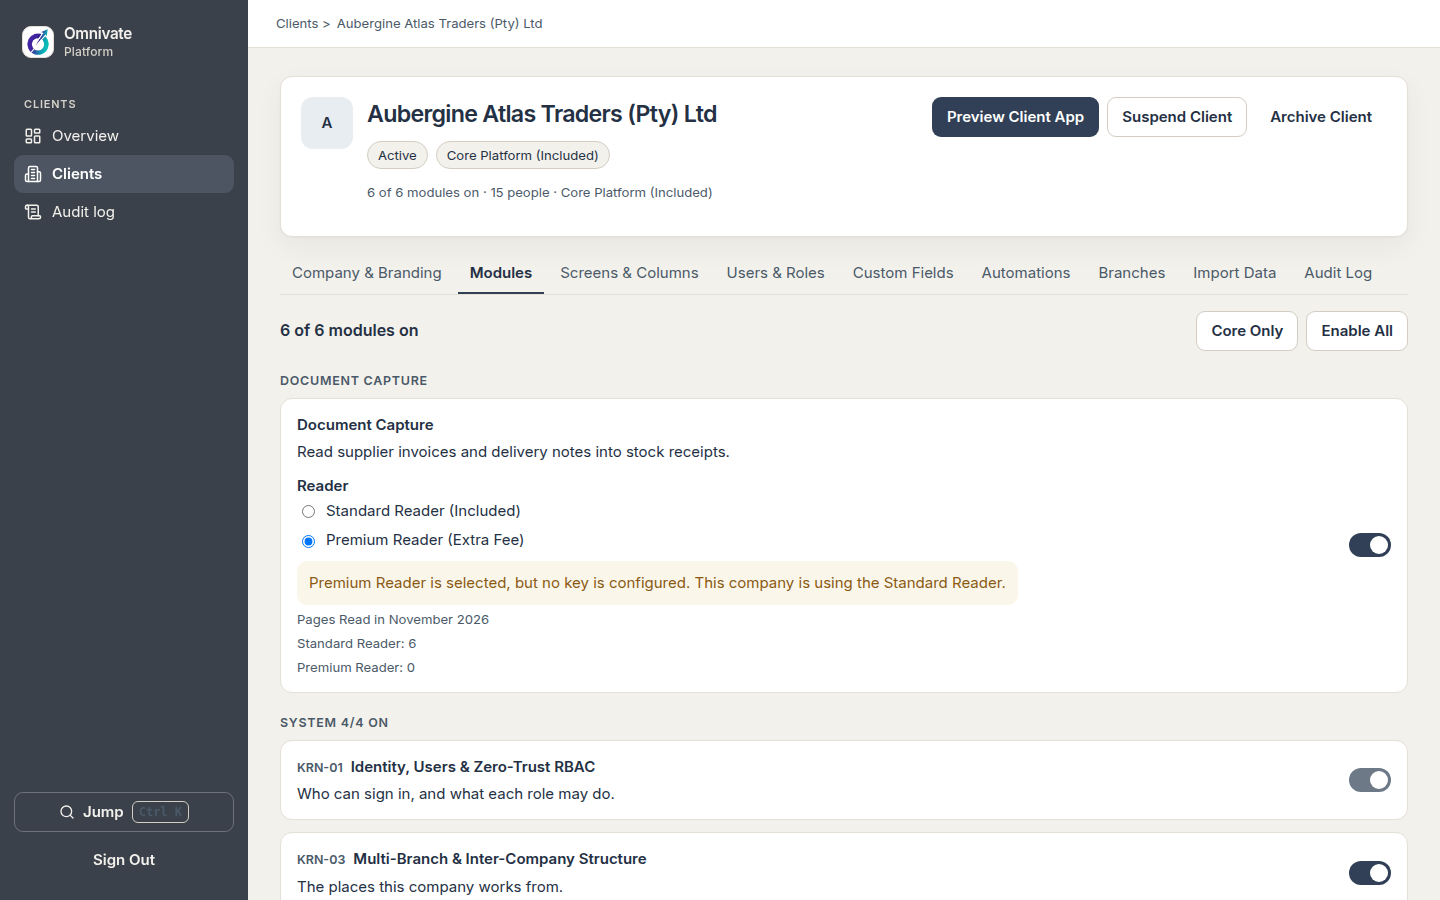 Omnivate
Platform
CLIENTS
Overview
Clients
Audit log
Jump Ctrl K
Sign Out
Clients > Aubergine Atlas Traders (Pty) Ltd
A
Aubergine Atlas Traders (Pty) Ltd
Active Core Platform (Included)
6 of 6 modules on · 15 people · Core Platform (Included)
Preview Client App Suspend Client Archive Client
Company & Branding Modules Screens & Columns Users & Roles Custom Fields Automations Branches Import Data Audit Log
6 of 6 modules on
Core Only Enable All
DOCUMENT CAPTURE
Document Capture
Read supplier invoices and delivery notes into stock receipts.
Reader
Standard Reader (Included)
Premium Reader (Extra Fee)
Premium Reader is selected, but no key is configured. This company is using the Standard Reader.
Pages Read in November 2026
Standard Reader: 6
Premium Reader: 0
SYSTEM 4/4 ON
KRN-01 Identity, Users & Zero-Trust RBAC
Who can sign in, and what each role may do.
KRN-03 Multi-Branch & Inter-Company Structure
The places this company works from.